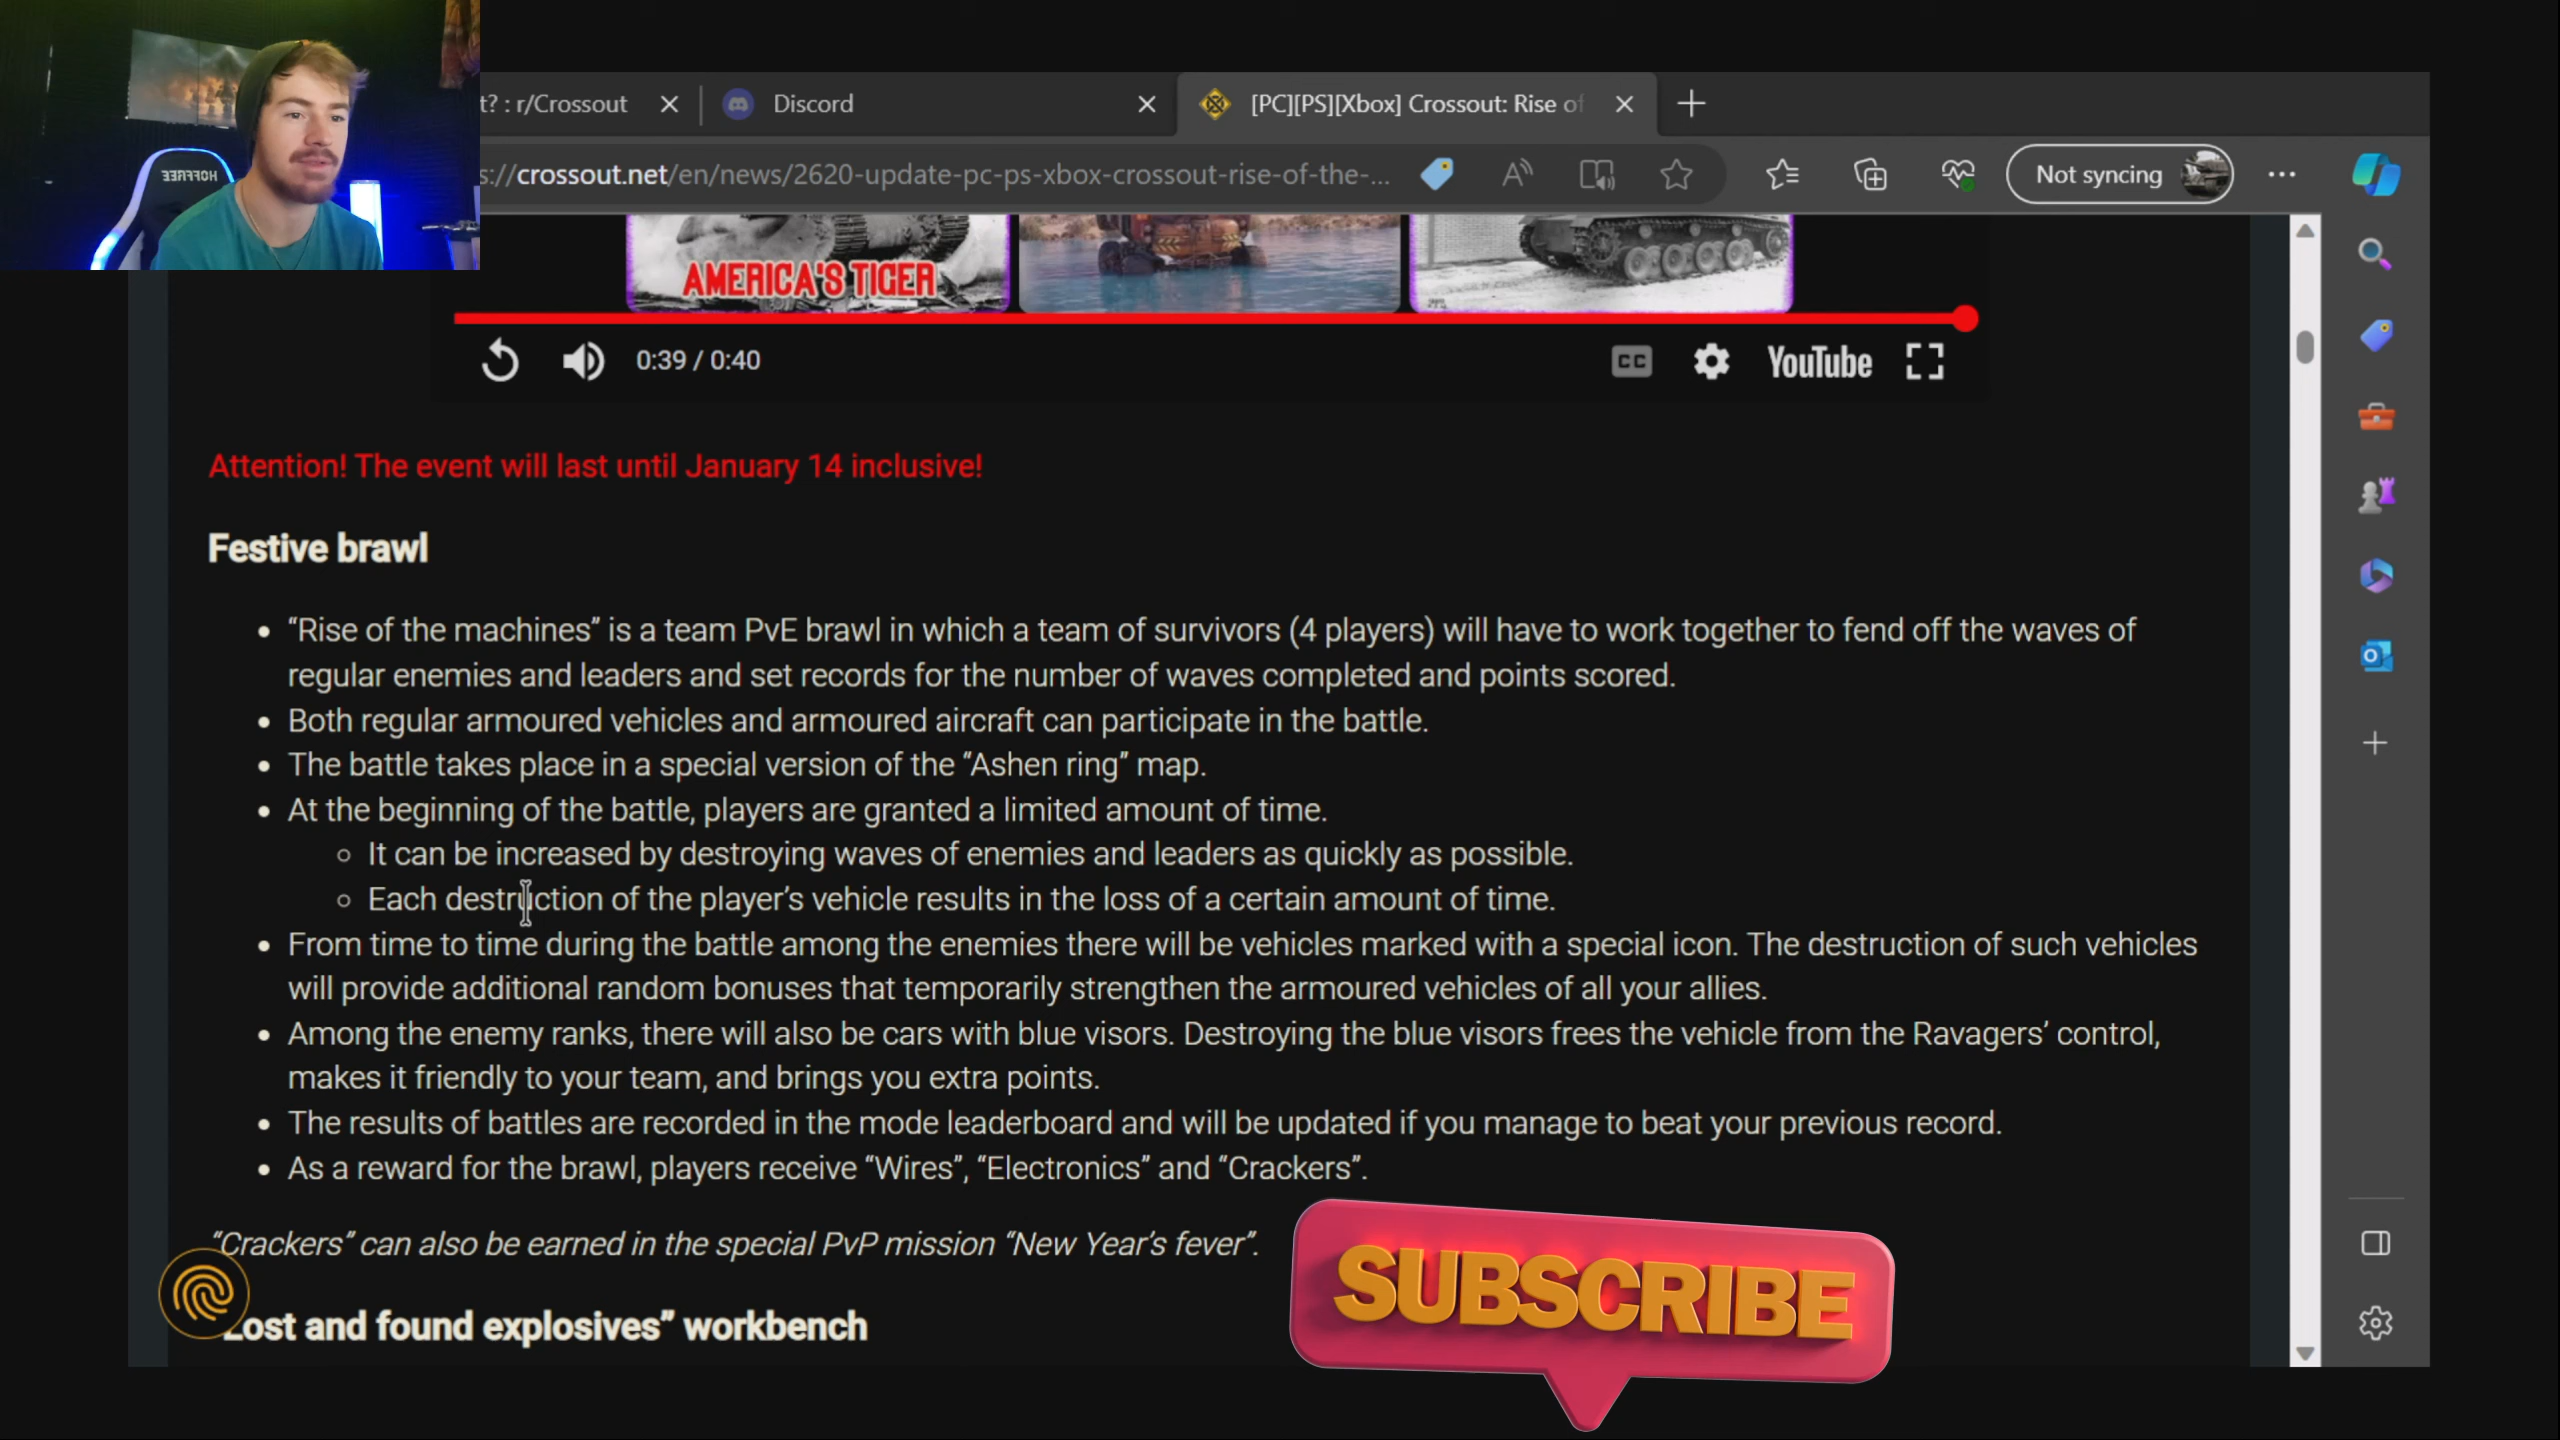 t? : r/Crossout
Discord
[PC][PS][Xbox] Crossout: Rise of
HOFFREE
s://crossout.net/en/news/2620-update-pc-ps-xbox-crossout-rise-of-the-...
Not syncing
AMERICA'S TIGER
0:39 / 0:40
CC
YouTube
Attention! The event will last until January 14 inclusive!
Festive brawl
• “Rise of the machines” is a team PvE brawl in which a team of survivors (4 players) will have to work together to fend off the waves of
regular enemies and leaders and set records for the number of waves completed and points scored.
• Both regular armoured vehicles and armoured aircraft can participate in the battle.
• The battle takes place in a special version of the “Ashen ring” map.
• At the beginning of the battle, players are granted a limited amount of time.
◦ It can be increased by destroying waves of enemies and leaders as quickly as possible.
◦ Each destruction of the player’s vehicle results in the loss of a certain amount of time.
• From time to time during the battle among the enemies there will be vehicles marked with a special icon. The destruction of such vehicles
will provide additional random bonuses that temporarily strengthen the armoured vehicles of all your allies.
• Among the enemy ranks, there will also be cars with blue visors. Destroying the blue visors frees the vehicle from the Ravagers’ control,
makes it friendly to your team, and brings you extra points.
• The results of battles are recorded in the mode leaderboard and will be updated if you manage to beat your previous record.
• As a reward for the brawl, players receive “Wires”, “Electronics” and “Crackers”.
“Crackers” can also be earned in the special PvP mission “New Year’s fever”.
Lost and found explosives” workbench
SUBSCRIBE